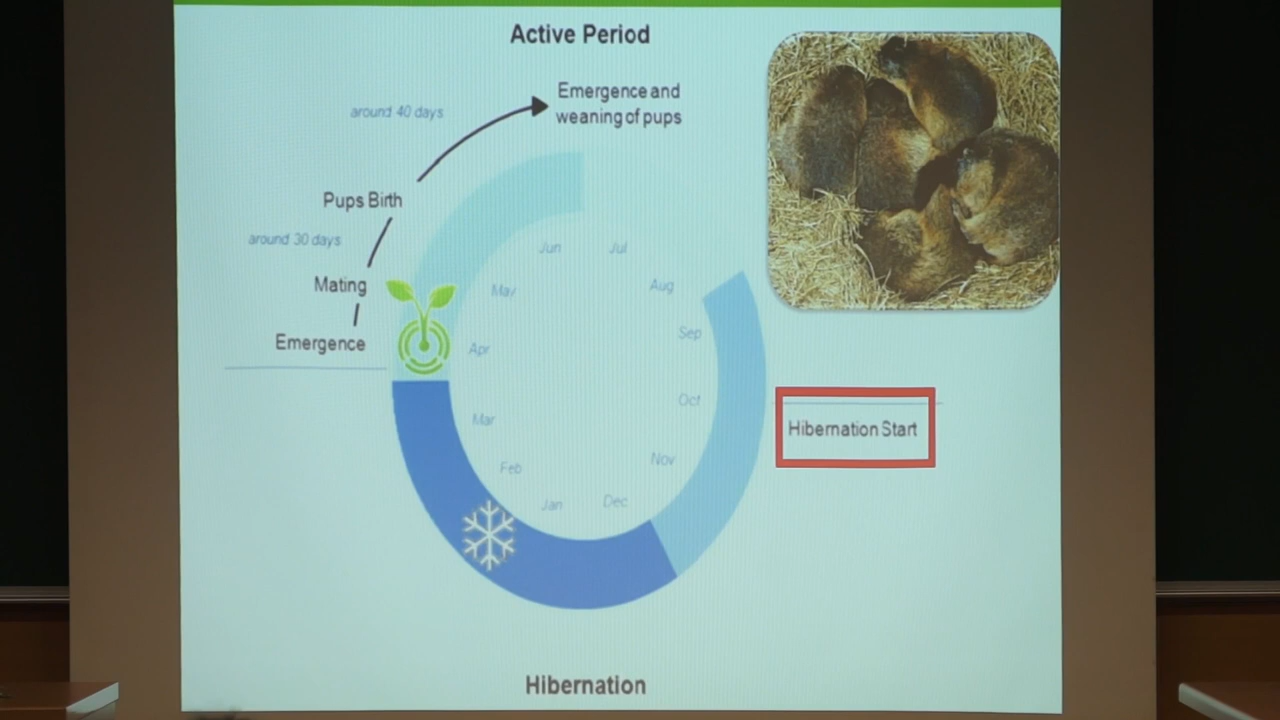 Active Period
Emergence and
weaning of pups
around 40 days
Pups Birth
around 30 days
Mating
Emergence
Jun
Jul
May
Aug
Apr
Sep
Mar
Oct
Feb
Nov
Jan
Dec
Hibernation Start
Hibernation